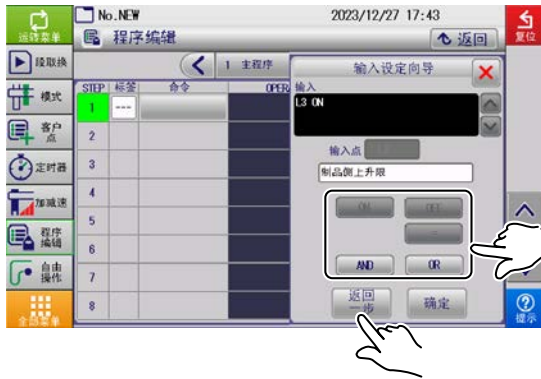 运转菜单
No.NEW
2023/12/27 17:43
复位
程序编辑
返回
段取换
1 主程序
模式
客户点
定时器
加减速
程序编辑
自由操作
全部菜单
STEP 标签 命令 OPER
1 ---
2
3
4
5
6
7
8
输入设定向导
输入
L3 ON
输入点
制品侧上升限
ON OFF
=
AND OR
返回一步
确定
提示